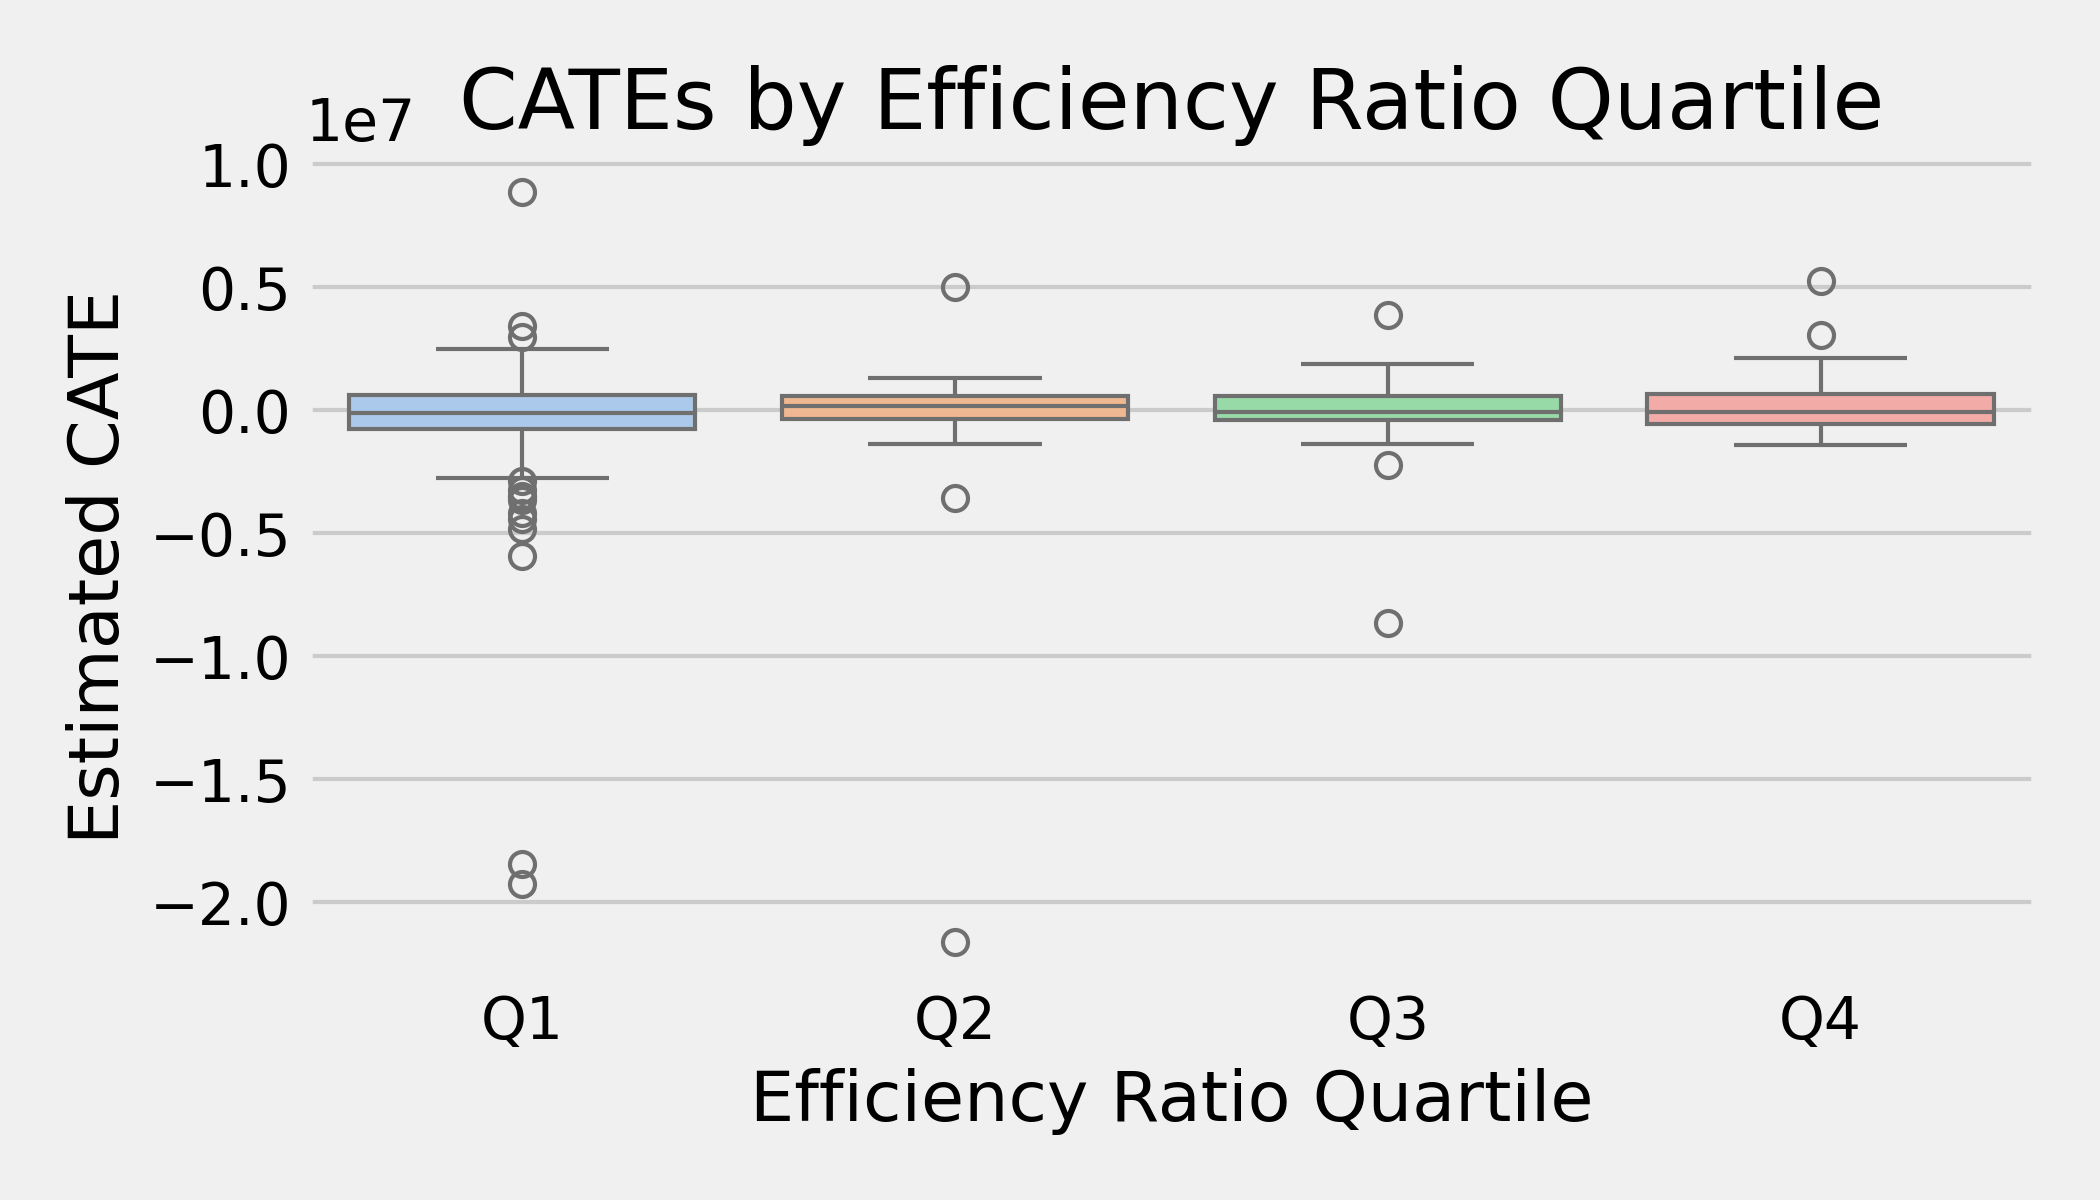 CATEs by Efficiency Ratio Quartile
1e7
1.0
0.5
0.0
−0.5
−1.0
−1.5
−2.0
Estimated CATE
Q1 Q2 Q3 Q4
Efficiency Ratio Quartile